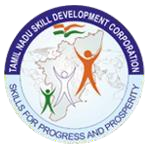 TAMIL NADU SKILL DEVELOPMENT CORPORATION
SKILLS FOR PROGRESS AND PROSPERITY